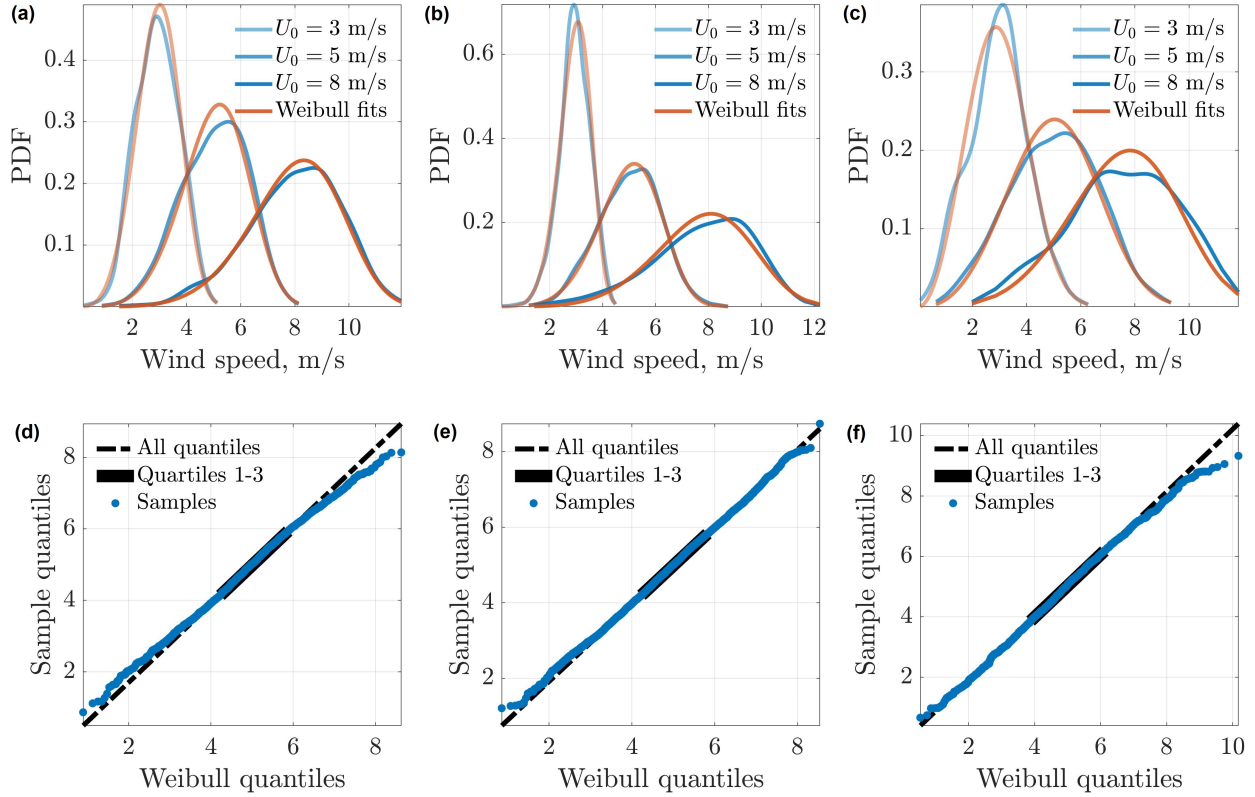 (a)
U₀ = 3 m/s
U₀ = 5 m/s
U₀ = 8 m/s
Weibull fits
PDF
0.4
0.3
0.2
0.1
2 4 6 8 10
Wind speed, m/s
(b)
U₀ = 3 m/s
U₀ = 5 m/s
U₀ = 8 m/s
Weibull fits
PDF
0.6
0.4
0.2
2 4 6 8 10 12
Wind speed, m/s
(c)
U₀ = 3 m/s
U₀ = 5 m/s
U₀ = 8 m/s
Weibull fits
PDF
0.3
0.2
0.1
2 4 6 8 10
Wind speed, m/s
(d)
All quantiles
Quartiles 1-3
Samples
Sample quantiles
8
6
4
2
2 4 6 8
Weibull quantiles
(e)
All quantiles
Quartiles 1-3
Samples
Sample quantiles
8
6
4
2
2 4 6 8
Weibull quantiles
(f)
All quantiles
Quartiles 1-3
Samples
Sample quantiles
10
8
6
4
2
2 4 6 8 10
Weibull quantiles